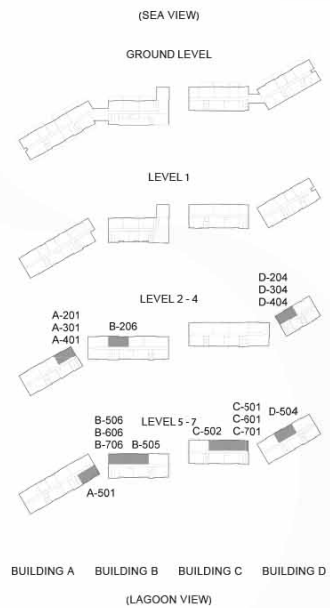 (SEA VIEW)
GROUND LEVEL
LEVEL 1
LEVEL 2 - 4
A-201
A-301
A-401
B-206
D-204
D-304
D-404
LEVEL 5 - 7
B-506
B-606
B-706 B-505
C-502
C-501
C-601
C-701
D-504
A-501
BUILDING A BUILDING B BUILDING C BUILDING D
(LAGOON VIEW)